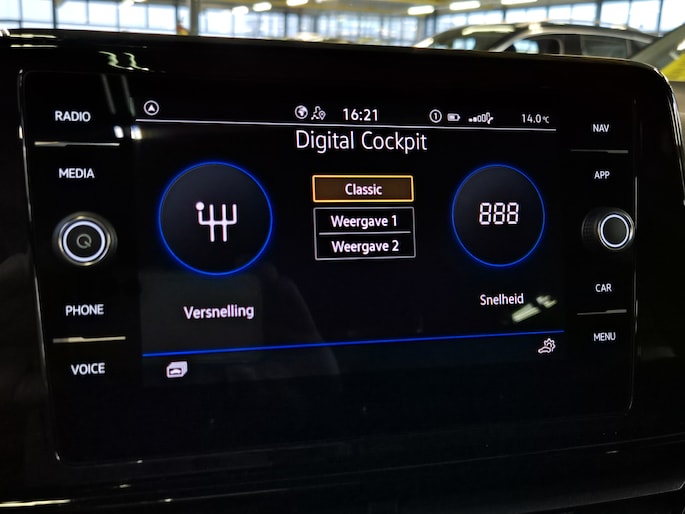 RADIO
MEDIA
PHONE
VOICE
16:21
1
14.0 °C
Digital Cockpit
Classic
Weergave 1
Weergave 2
888
Versnelling
Snelheid
NAV
APP
CAR
MENU